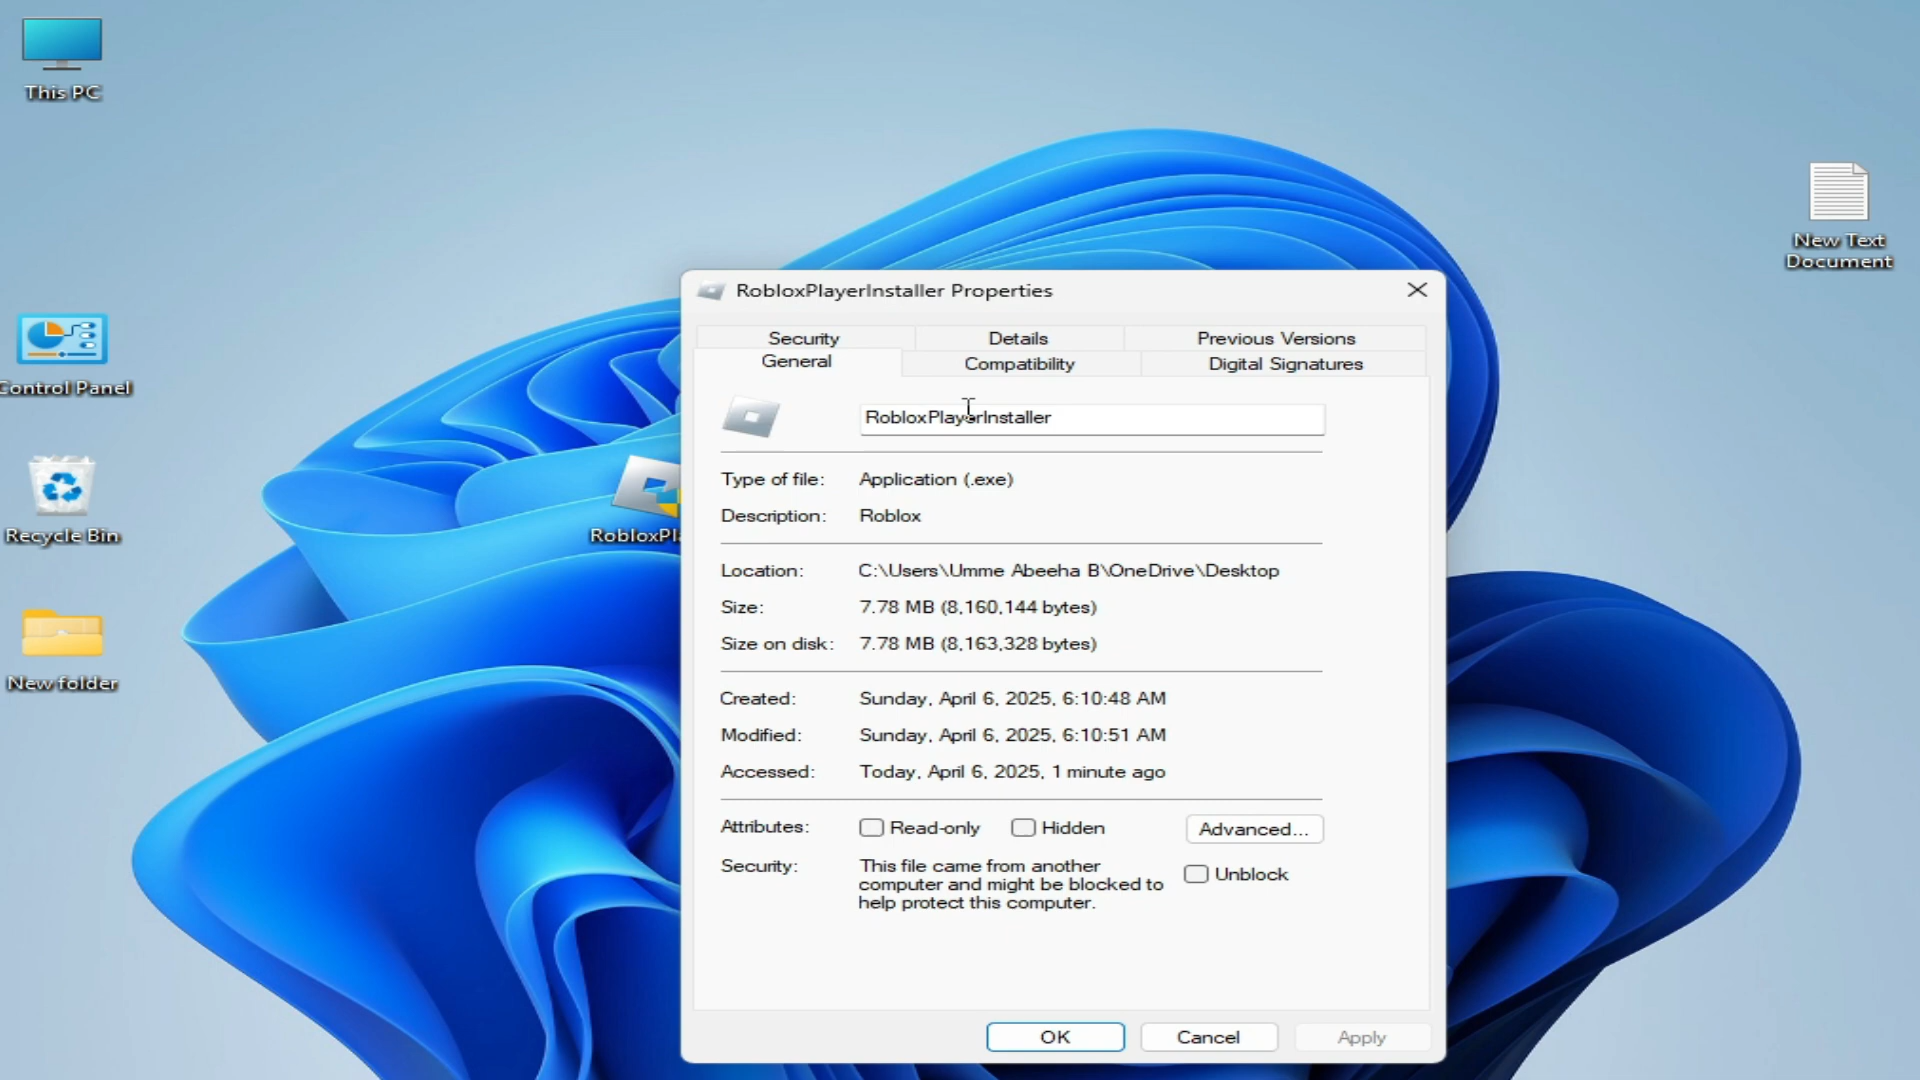 This PC
New Text
Document
RobloxPlayerInstaller Properties
Security
Details
Previous Versions
General
Compatibility
Digital Signatures
RobloxPlayerInstaller
Control Panel
Type of file: Application (.exe)
Recycle Bin
RobloxPla
Description: Roblox
Location: C:\Users\Umme Abeeha B\OneDrive\Desktop
Size: 7.78 MB (8,160,144 bytes)
Size on disk: 7.78 MB (8,163,328 bytes)
New folder
Created: Sunday, April 6, 2025, 6:10:48 AM
Modified: Sunday, April 6, 2025, 6:10:51 AM
Accessed: Today, April 6, 2025, 1 minute ago
Attributes: Read-only Hidden Advanced...
Security: This file came from another
computer and might be blocked to
help protect this computer.
Unblock
OK
Cancel
Apply